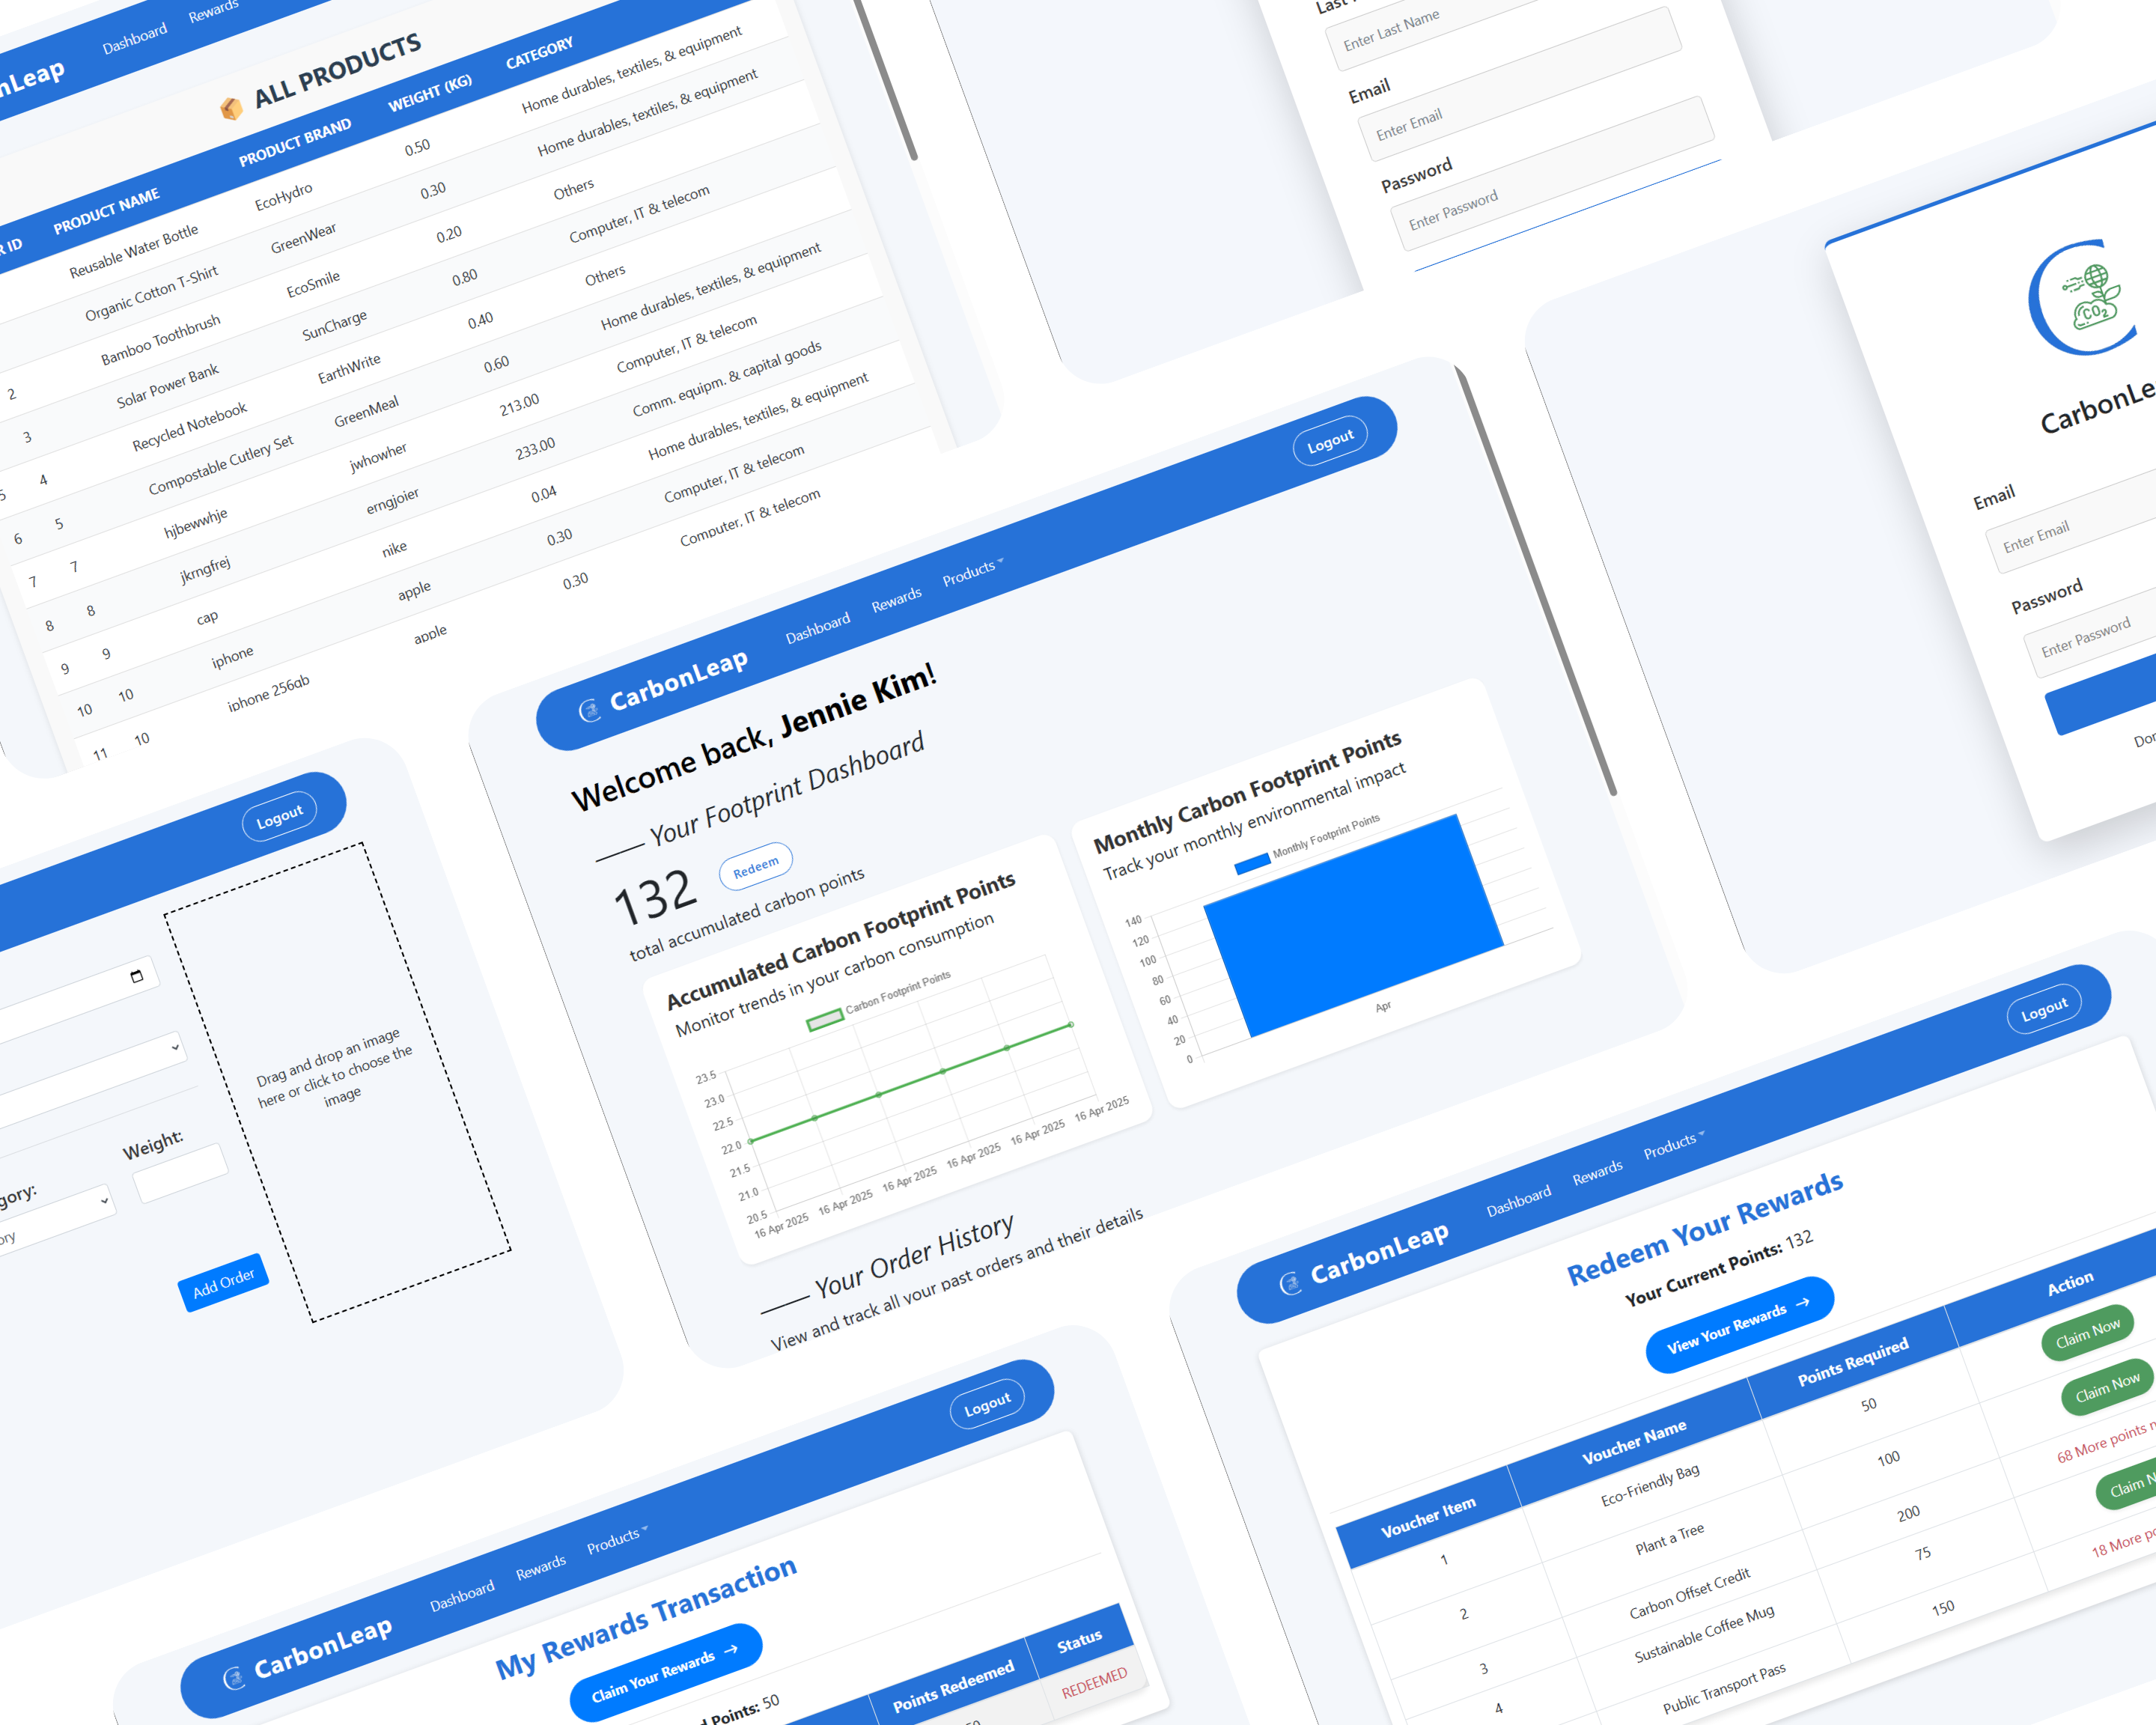 Dashboard Rewards
nLeap
📦 ALL PRODUCTS
R ID PRODUCT NAME PRODUCT BRAND WEIGHT (KG) CATEGORY
Reusable Water Bottle EcoHydro 0.50 Home durables, textiles, & equipment
Organic Cotton T-Shirt GreenWear 0.30 Home durables, textiles, & equipment
2 Bamboo Toothbrush EcoSmile 0.20 Others
3 Solar Power Bank SunCharge 0.80 Computer, IT & telecom
5 4 Recycled Notebook EarthWrite 0.40 Others
6 5 Compostable Cutlery Set GreenMeal 0.60 Home durables, textiles, & equipment
7 7 hjbewwhje jwhowher 213.00 Computer, IT & telecom
8 8 jkrngfrej erngjoier 233.00 Comm. equipm. & capital goods
9 9 cap nike 0.04 Home durables, textiles, & equipment
10 10 iphone apple 0.30 Computer, IT & telecom
11 10 iphone 256gb apple 0.30 Computer, IT & telecom
Last
Enter Last Name
Email
Enter Email
Password
Enter Password
CO2
CarbonLe
Email
Enter Email
Password
Enter Password
Don
Logout
Drag and drop an image
here or click to choose the
image
gory:
ory
Weight:
Add Order
CarbonLeap Dashboard Rewards Products Logout
Welcome back, Jennie Kim!
Your Footprint Dashboard
132 Redeem
total accumulated carbon points
Accumulated Carbon Footprint Points
Monitor trends in your carbon consumption
Carbon Footprint Points
23.5
23.0
22.5
22.0
21.5
21.0
20.5
16 Apr 2025 16 Apr 2025 16 Apr 2025 16 Apr 2025 16 Apr 2025 16 Apr 2025
Monthly Carbon Footprint Points
Track your monthly environmental impact
Monthly Footprint Points
140
120
100
80
60
40
20
0
Apr
Your Order History
View and track all your past orders and their details
CarbonLeap Dashboard Rewards Products Logout
Redeem Your Rewards
Your Current Points: 132
View Your Rewards →
Voucher Item Voucher Name Points Required Action
1 Eco-Friendly Bag 50 Claim Now
2 Plant a Tree 100 Claim Now
3 Carbon Offset Credit 200 68 More points n
4 Sustainable Coffee Mug 75 Claim N
Public Transport Pass 150 18 More po
CarbonLeap Dashboard Rewards Products Logout
My Rewards Transaction
Claim Your Rewards →
d Points: 50
Points Redeemed Status
50 REDEEMED